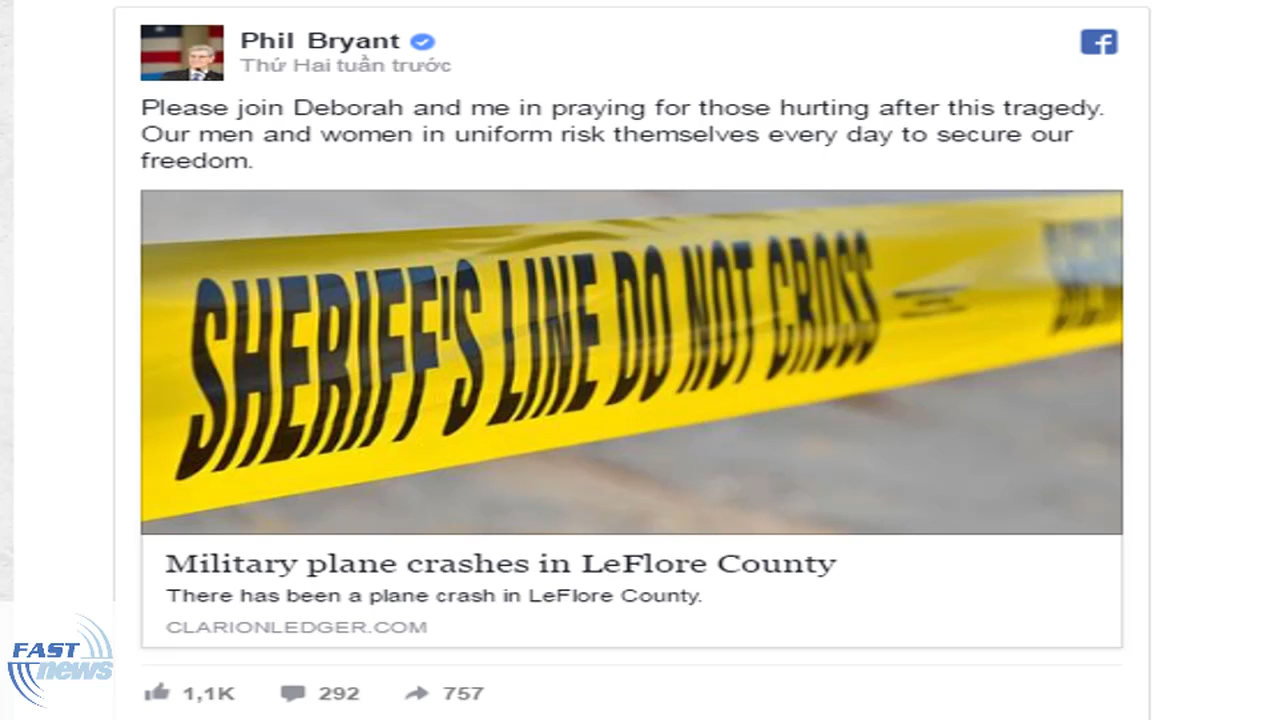 Phil Bryant
Thứ Hai tuần trước
Please join Deborah and me in praying for those hurting after this tragedy.
Our men and women in uniform risk themselves every day to secure our
freedom.
SHERIFF'S LINE DO NOT CROSS
Military plane crashes in LeFlore County
There has been a plane crash in LeFlore County.
CLARIONLEDGER.COM
FAST
news
1,1K 292 757